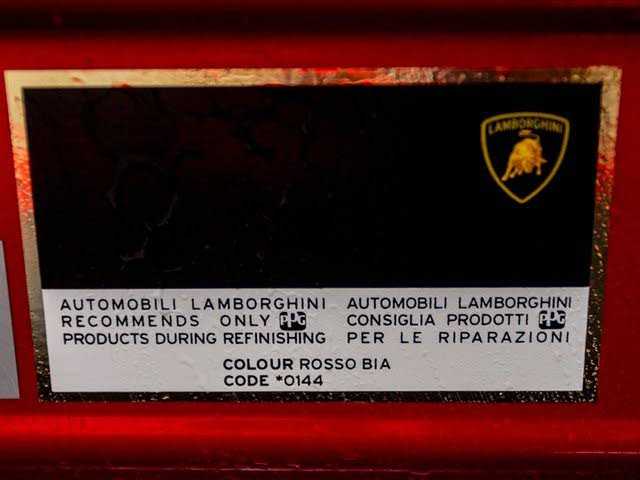 LAMBORGHINI
AUTOMOBILI LAMBORGHINI
RECOMMENDS ONLY PPG
PRODUCTS DURING REFINISHING
AUTOMOBILI LAMBORGHINI
CONSIGLIA PRODOTTI PPG
PER LE RIPARAZIONI
COLOUR ROSSO BIA
CODE *0144